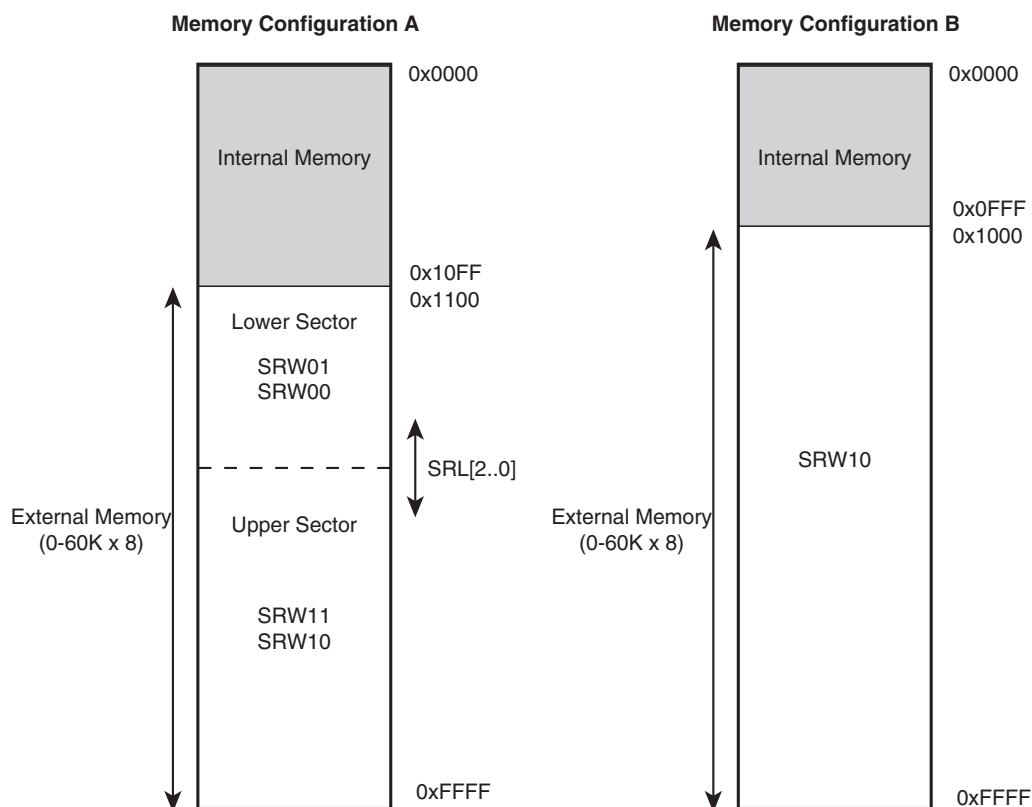 Memory Configuration A
0x0000
Internal Memory
0x10FF
0x1100
Lower Sector
SRW01
SRW00
SRL[2..0]
External Memory
(0-60K x 8)
Upper Sector
SRW11
SRW10
0xFFFF
Memory Configuration B
0x0000
Internal Memory
0x0FFF
0x1000
SRW10
External Memory
(0-60K x 8)
0xFFFF